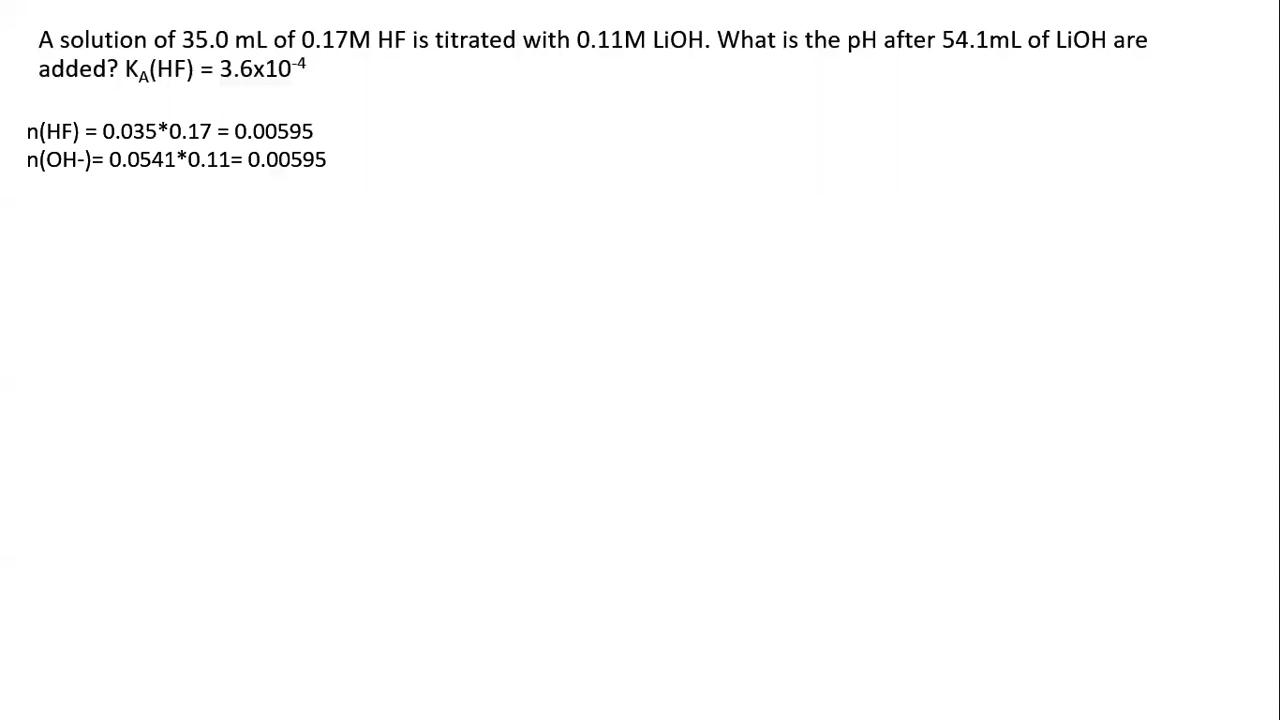 A solution of 35.0 mL of 0.17M HF is titrated with 0.11M LiOH. What is the pH after 54.1mL of LiOH are
added? K_A(HF) = 3.6x10^-4
n(HF) = 0.035*0.17 = 0.00595
n(OH-)= 0.0541*0.11= 0.00595